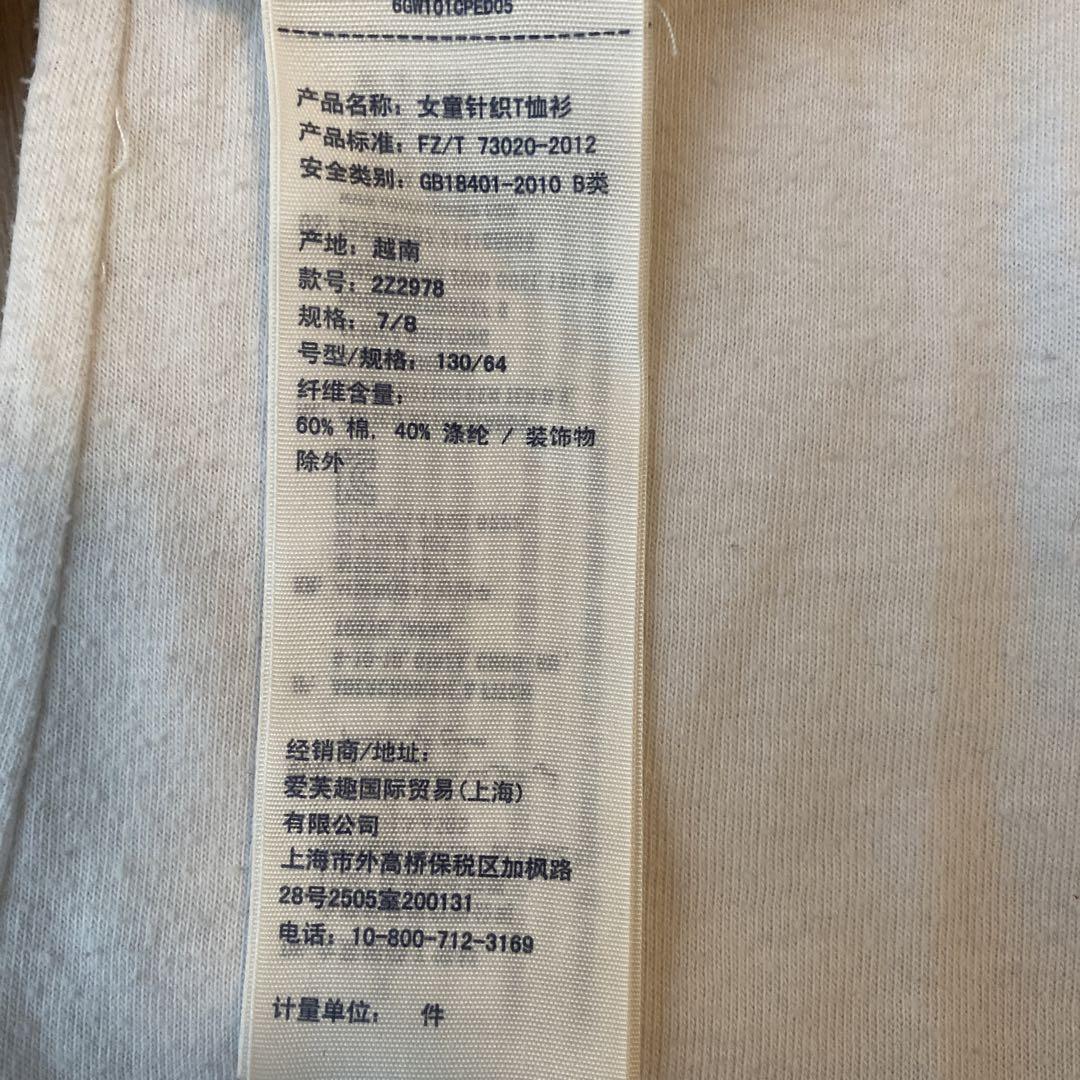 6GW101CPED05
产品名称：女童针织T恤衫
产品标准：FZ/T 73020-2012
安全类别：GB18401-2010 B类
产地：越南
款号：2Z2978
规格：7/8
号型/规格：130/64
纤维含量：
60% 棉, 40% 涤纶 / 装饰物
除外
经销商/地址：
爱芙趣国际贸易(上海)
有限公司
上海市外高桥保税区加枫路
28号2505室200131
电话：10-800-712-3169
计量单位： 件